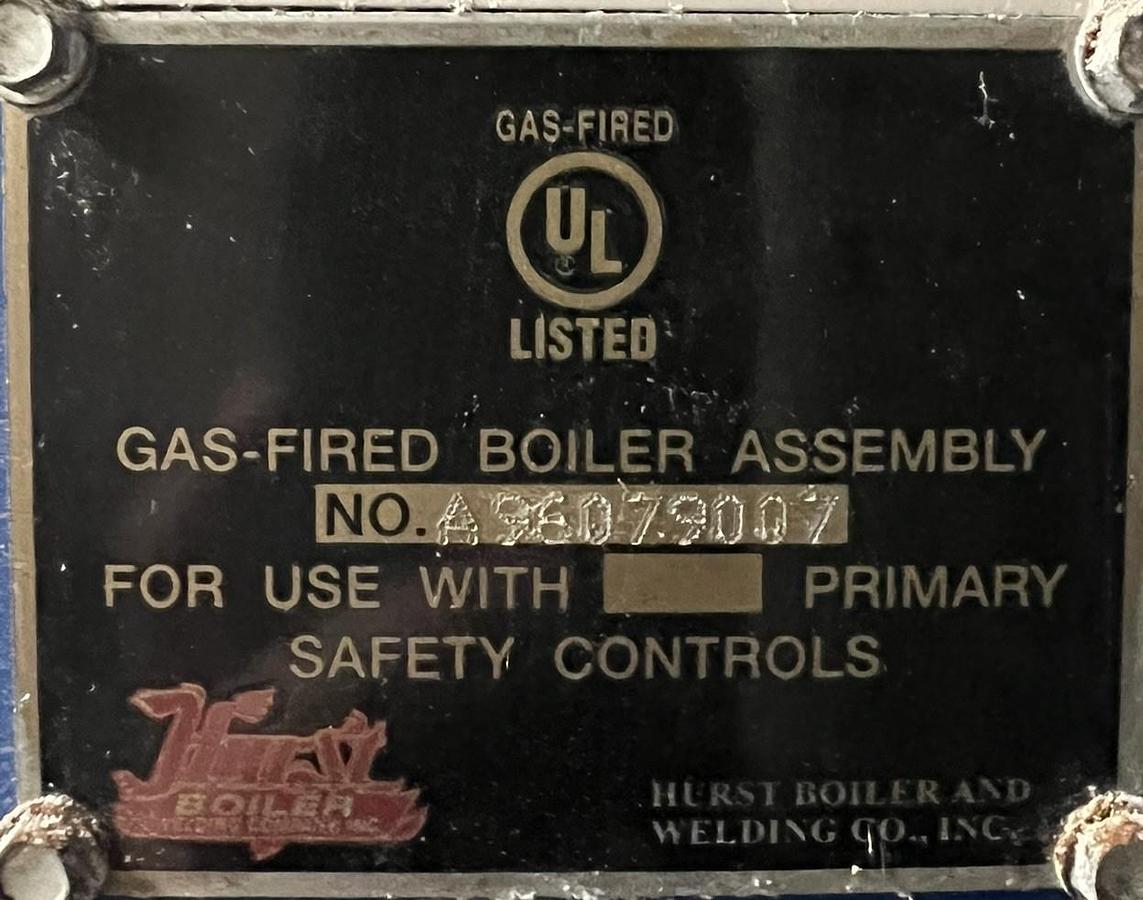 GAS-FIRED
UL
LISTED
GAS-FIRED BOILER ASSEMBLY
NO. A96079007
FOR USE WITH PRIMARY
SAFETY CONTROLS
Hurst
BOILER
HURST BOILER AND
WELDING CO., INC.